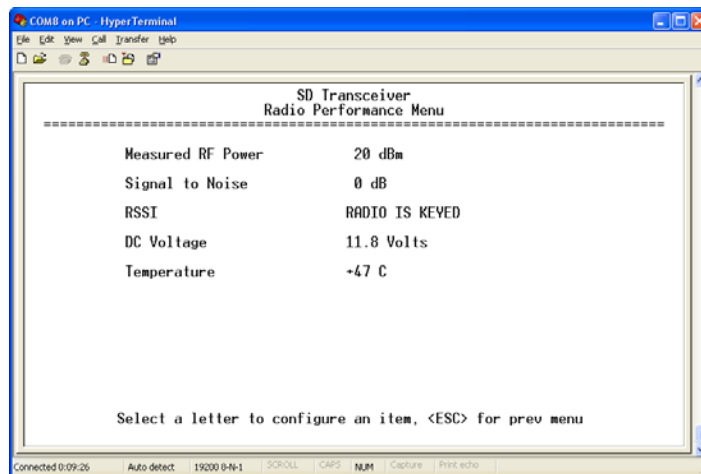 COM8 on PC - HyperTerminal
File Edit View Call Transfer Help
SD Transceiver
Radio Performance Menu
================================================================================
Measured RF Power 20 dBm
Signal to Noise 0 dB
RSSI RADIO IS KEYED
DC Voltage 11.8 Volts
Temperature +47 C
Select a letter to configure an item, <ESC> for prev menu
Connected 0:09:26 Auto detect 19200 8-N-1 SCROLL CAPS NUM Capture Print echo